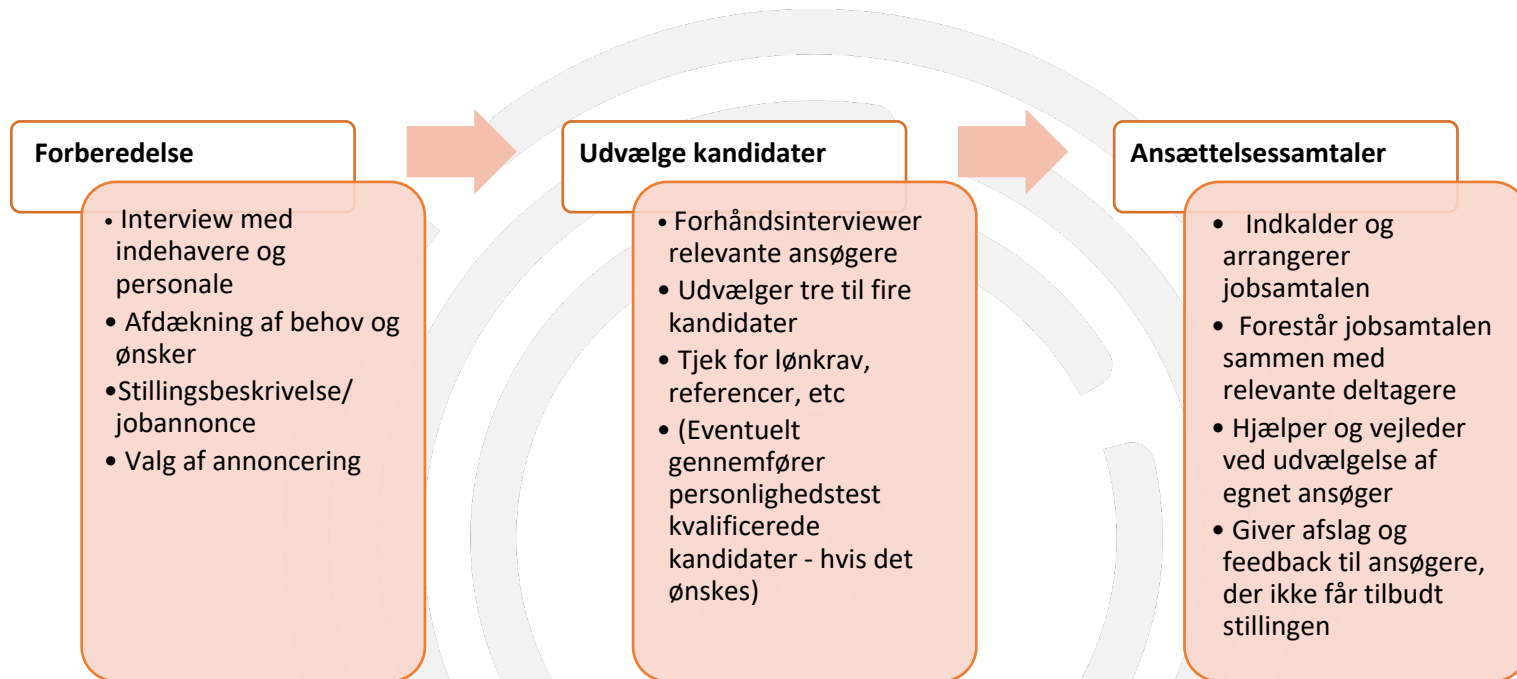 Forberedelse
• Interview med
indehavere og
personale
• Afdækning af behov og
ønsker
•Stillingsbeskrivelse/
jobannonce
• Valg af annoncering
Udvælge kandidater
• Forhåndsinterviewer
relevante ansøgere
• Udvælger tre til fire
kandidater
• Tjek for lønkrav,
referencer, etc
• (Eventuelt
gennemfører
personlighedstest
kvalificerede
kandidater - hvis det
ønskes)
Ansættelsessamtaler
• Indkalder og
arrangerer
jobsamtalen
• Forestår jobsamtalen
sammen med
relevante deltagere
• Hjælper og vejleder
ved udvælgelse af
egnet ansøger
• Giver afslag og
feedback til ansøgere,
der ikke får tilbudt
stillingen